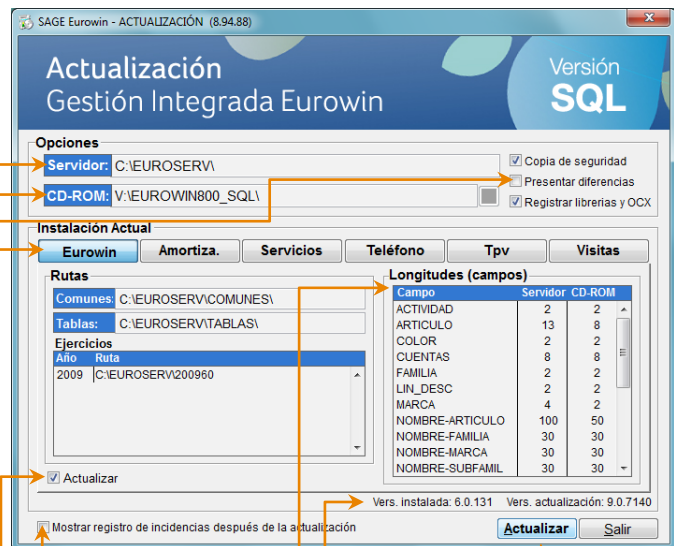 SAGE Eurowin - ACTUALIZACIÓN (8.94.88)
Actualización
Gestión Integrada Eurowin
Versión
SQL
Opciones
Servidor: C:\EUROSERV\
CD-ROM: V:\EUROWIN800_SQL\
Copia de seguridad
Presentar diferencias
Registrar librerias y OCX
Instalación Actual
Eurowin Amortiza. Servicios Teléfono Tpv Visitas
Rutas
Comunes: C:\EUROSERV\COMUNES\
Tablas: C:\EUROSERV\TABLAS\
Ejercicios
Año Ruta
2009 C:\EUROSERV\200960
Actualizar
Longitudes (campos)
Campo Servidor CD-ROM
ACTIVIDAD 2 2
ARTICULO 13 8
COLOR 2 2
CUENTAS 8 8
FAMILIA 2 2
LIN_DESC 2 2
MARCA 4 2
NOMBRE-ARTICULO 100 50
NOMBRE-FAMILIA 30 30
NOMBRE-MARCA 30 30
NOMBRE-SUBFAMIL 30 30
Vers. instalada: 6.0.131 Vers. actualización: 9.0.7140
Mostrar registro de incidencias después de la actualización
Actualizar Salir